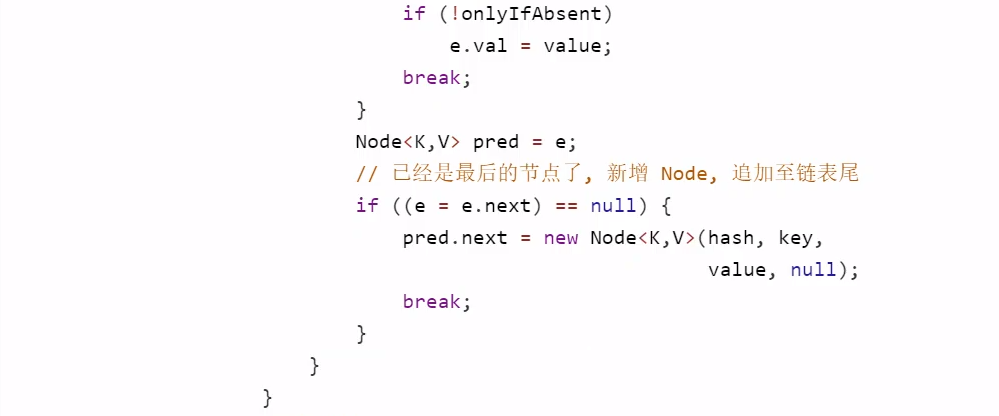 if (!onlyIfAbsent)
e.val = value;
break;
}
Node<K,V> pred = e;
// 已经是最后的节点了, 新增 Node, 追加至链表尾
if ((e = e.next) == null) {
pred.next = new Node<K,V>(hash, key,
value, null);
break;
}
}
}